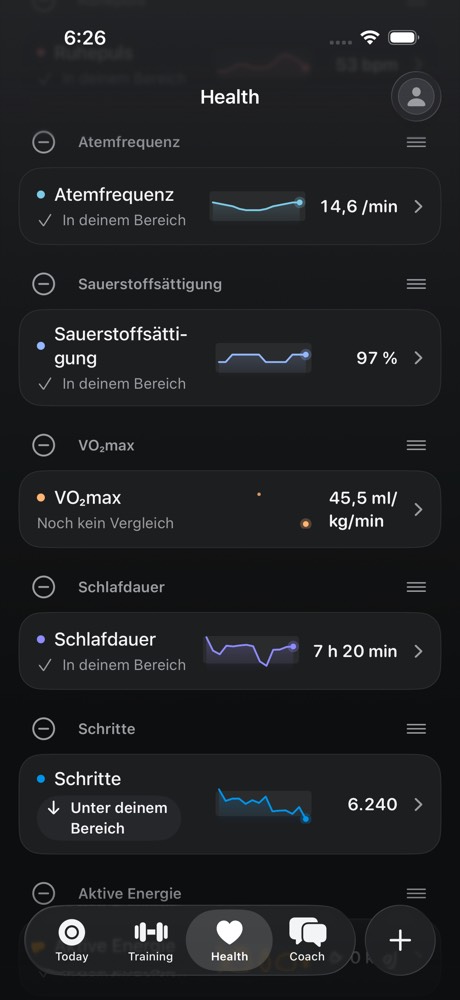 6:26
Health
Atemfrequenz
Atemfrequenz
In deinem Bereich
14,6 /min
Sauerstoffsättigung
Sauerstoffsätti-
gung
In deinem Bereich
97 %
VO₂max
VO₂max
Noch kein Vergleich
45,5 ml/
kg/min
Schlafdauer
Schlafdauer
In deinem Bereich
7 h 20 min
Schritte
Schritte
Unter deinem
Bereich
6.240
Aktive Energie
Today
Training
Health
Coach